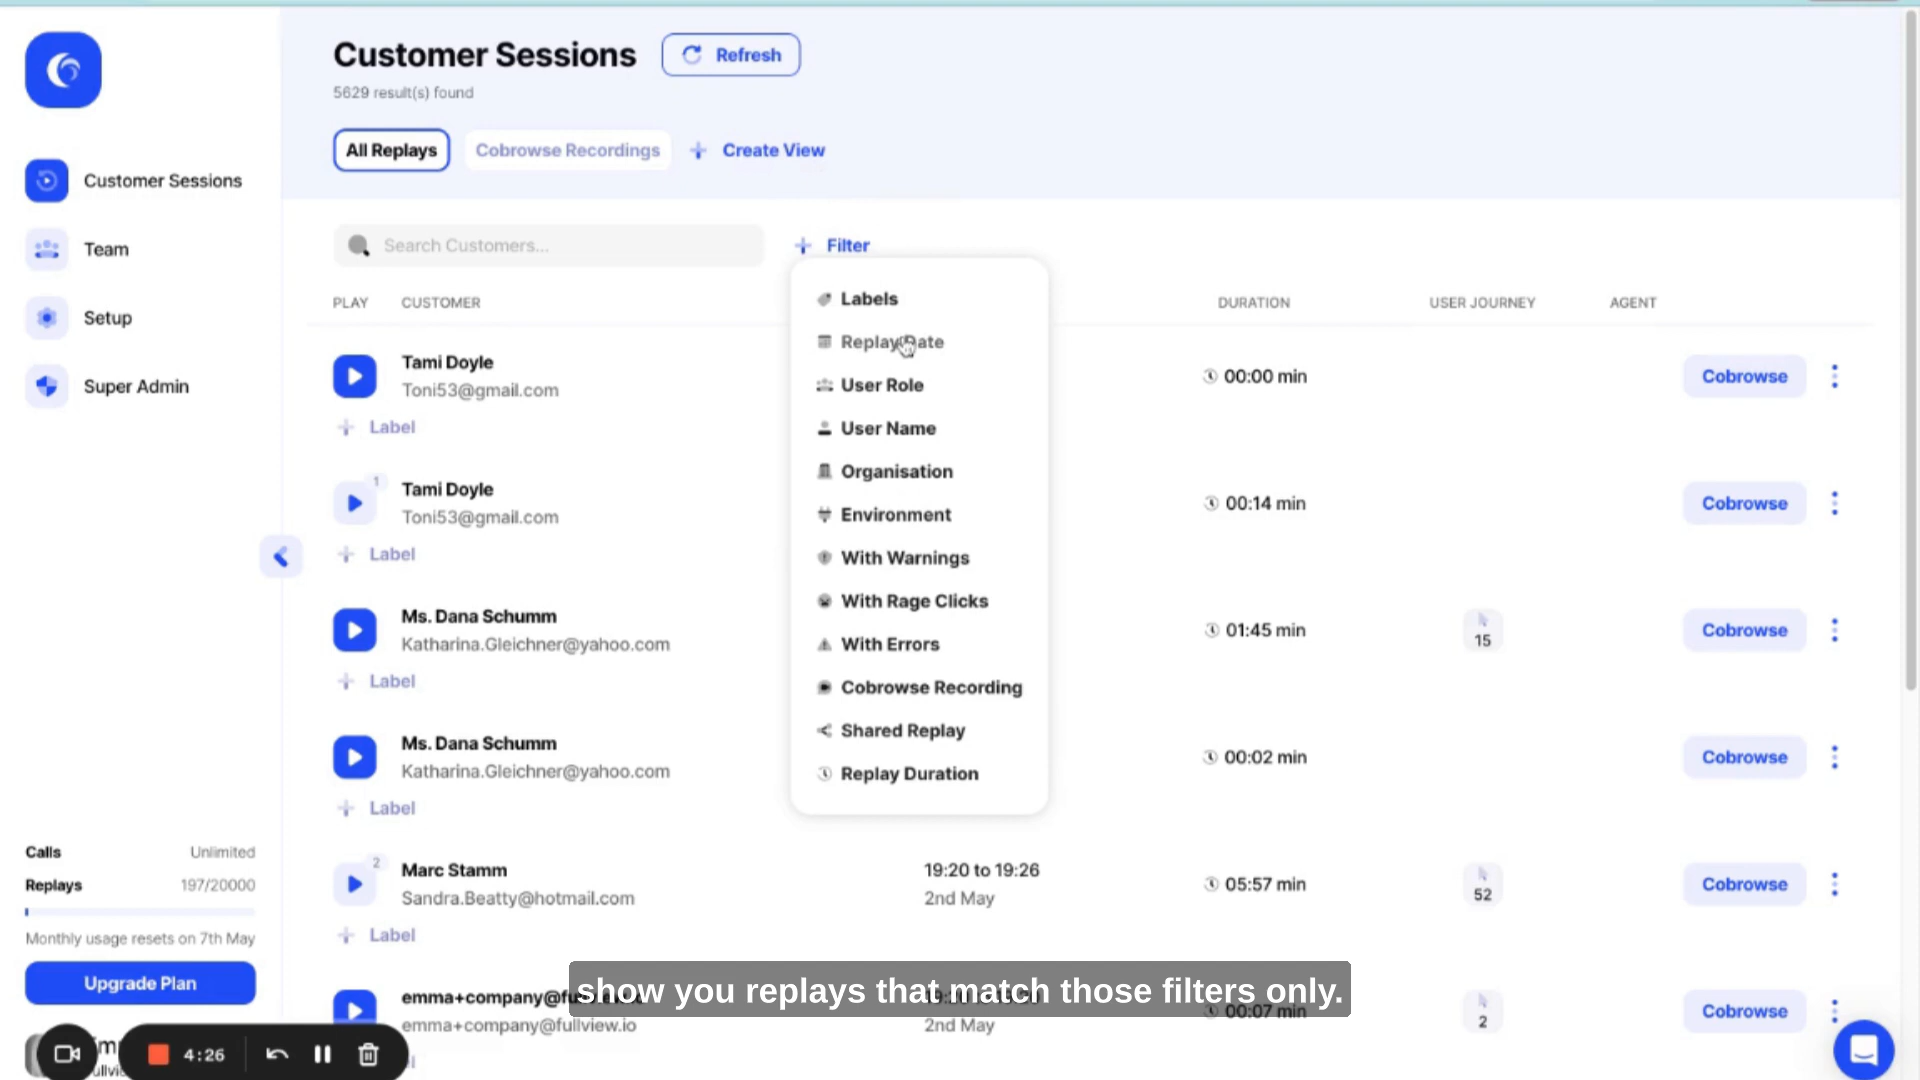 Customer Sessions
Refresh
5629 result(s) found
All Replays
Cobrowse Recordings
Create View
Customer Sessions
Team
Setup
Super Admin
Search Customers...
Filter
PLAY CUSTOMER DURATION USER JOURNEY AGENT
Labels
Replay Date
User Role
User Name
Organisation
Environment
With Warnings
With Rage Clicks
With Errors
Cobrowse Recording
Shared Replay
Replay Duration
Tami Doyle
Toni53@gmail.com
00:00 min
Cobrowse
Label
1
Tami Doyle
Toni53@gmail.com
00:14 min
Cobrowse
Label
Ms. Dana Schumm
Katharina.Gleichner@yahoo.com
01:45 min
15
Cobrowse
Label
Ms. Dana Schumm
Katharina.Gleichner@yahoo.com
00:02 min
Cobrowse
Label
2
Marc Stamm
Sandra.Beatty@hotmail.com
19:20 to 19:26
2nd May
05:57 min
52
Cobrowse
Label
emma+company@fullview.io
emma+company@fullview.io
2nd May
00:07 min
2
Cobrowse
Calls Unlimited
Replays 197/20000
Monthly usage resets on 7th May
Upgrade Plan
show you replays that match those filters only.
4:26